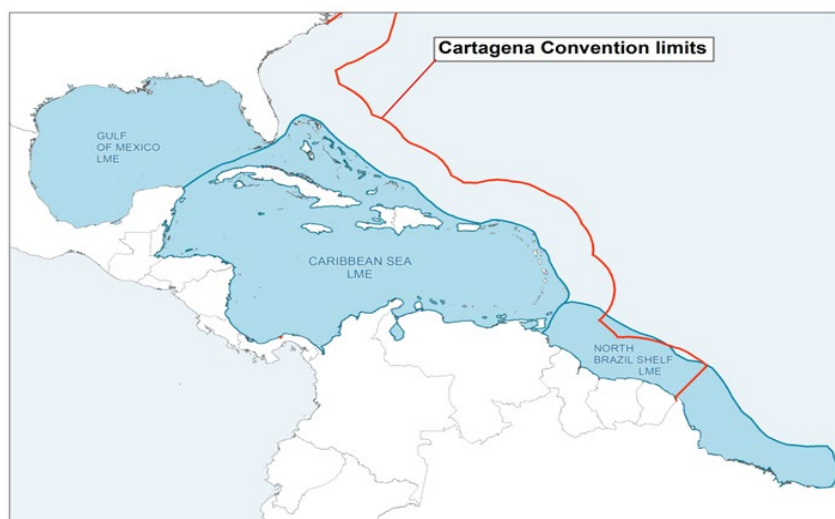 Cartagena Convention limits
GULF
OF MEXICO
LME
CARIBBEAN SEA
LME
NORTH
BRAZIL SHELF
LME